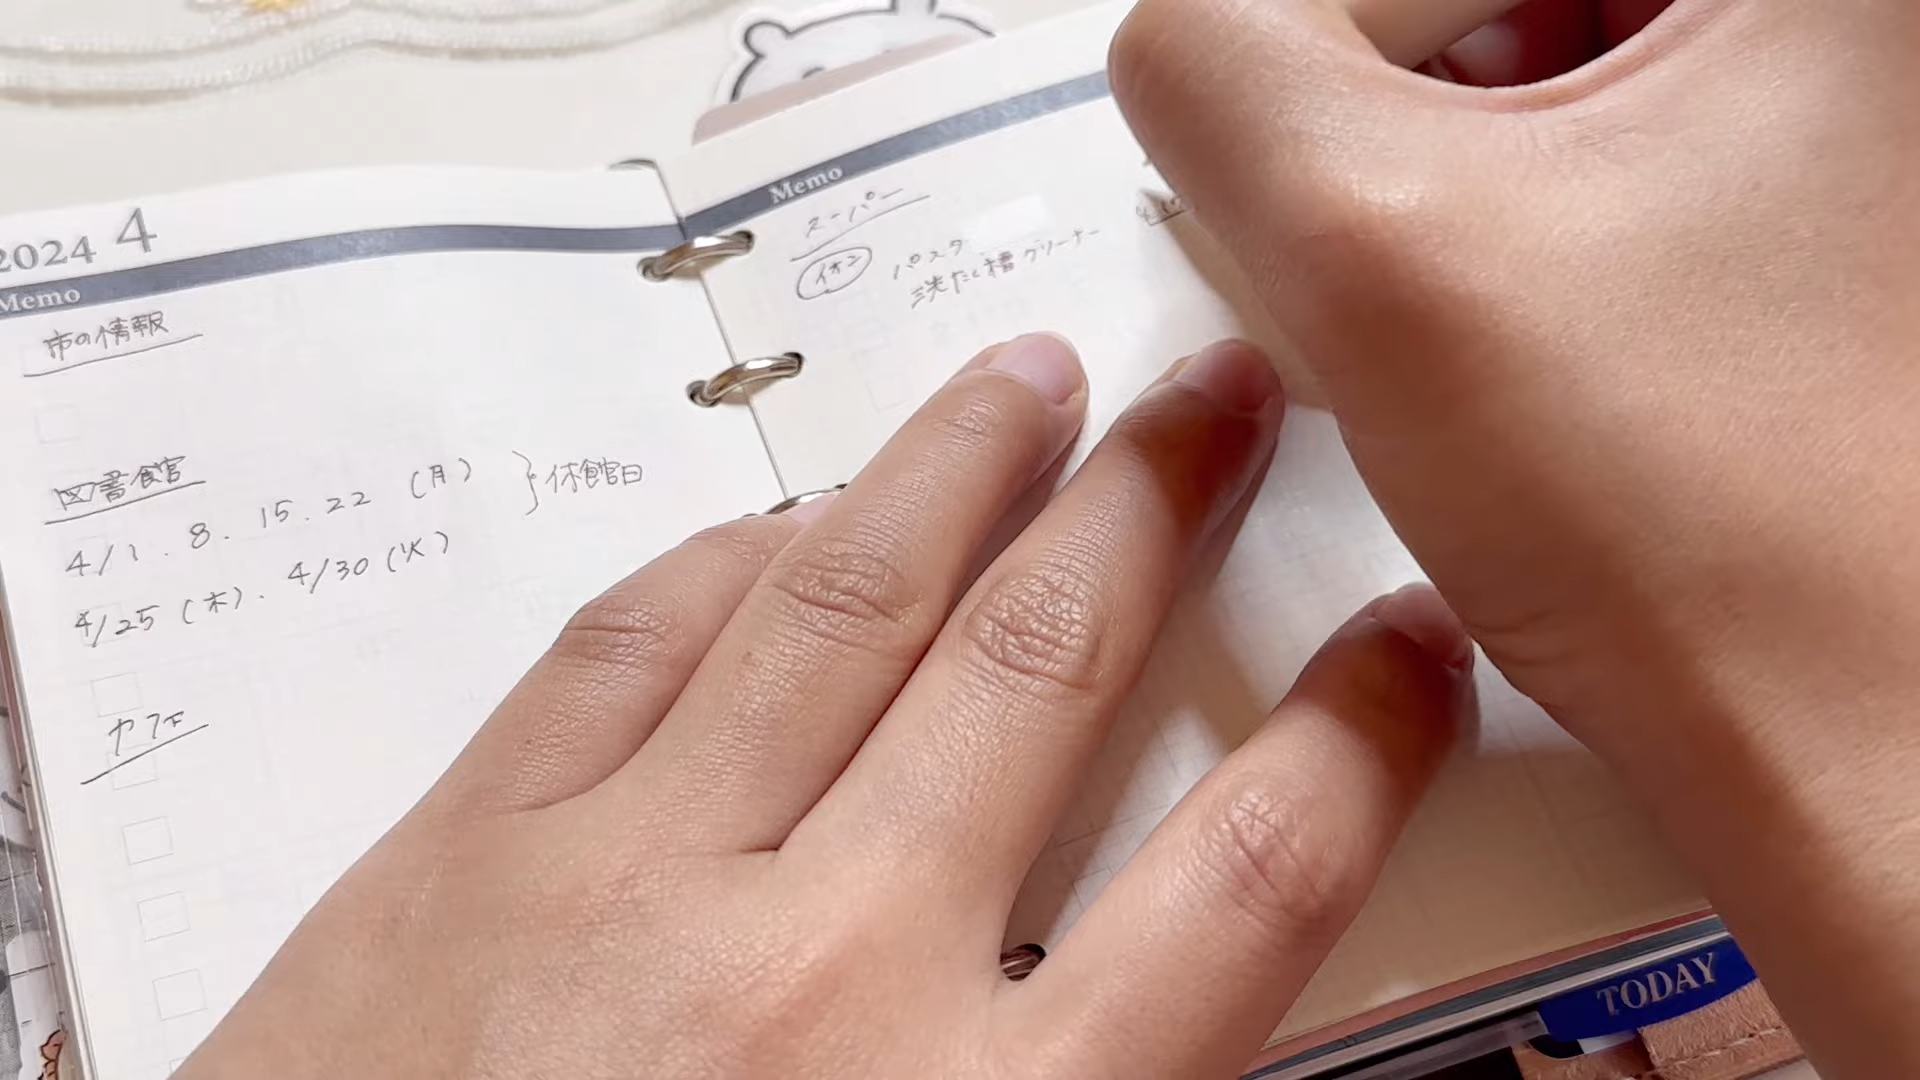 2024 4
Memo
市の情報
図書館
4/1. 8. 15. 22 (月)
4/25 (木). 4/30 (火)
}休館日
カフェ
Memo
スーパー
イオン パスタ
洗たく槽クリーナー
TODAY